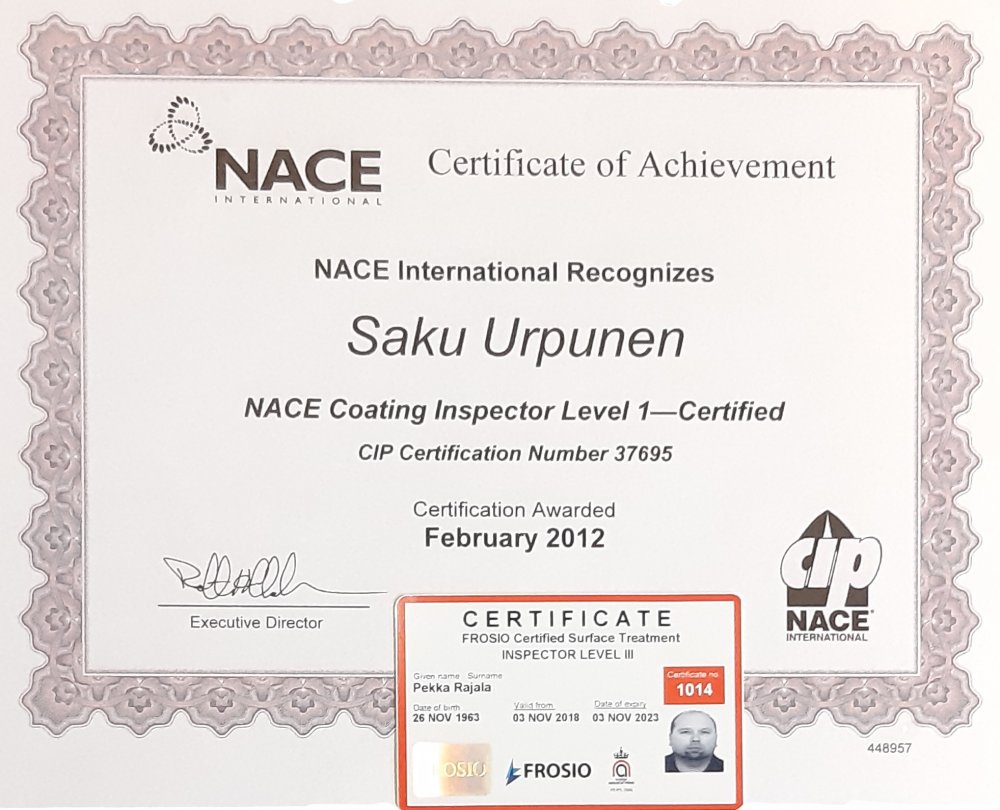 NACE
INTERNATIONAL
Certificate of Achievement
NACE International Recognizes
Saku Urpunen
NACE Coating Inspector Level 1—Certified
CIP Certification Number 37695
Certification Awarded
February 2012
Executive Director
CIP
NACE
INTERNATIONAL
CERTIFICATE
FROSIO Certified Surface Treatment
INSPECTOR LEVEL III
Given name Surname
Pekka Rajala
Certificate no
1014
Date of birth
Valid from
Date of expiry
26 NOV 1963
03 NOV 2018
03 NOV 2023
OSIO
FROSIO
448957